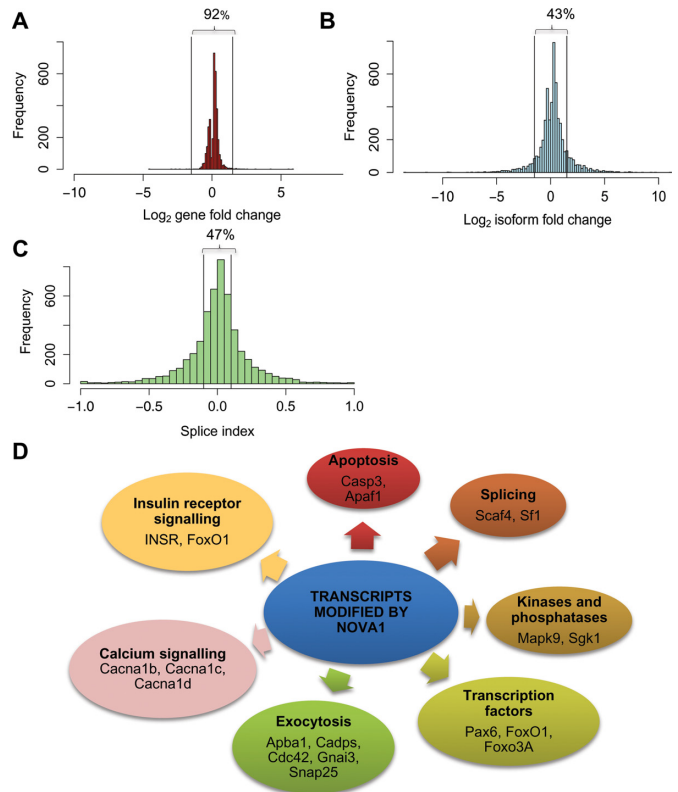 A
92%
Frequency
600
200
0
−10
−5
0
5
Log2 gene fold change
B
43%
Frequency
600
200
0
−10
−5
0
5
10
Log2 isoform fold change
C
47%
Frequency
600
200
0
−1.0
−0.5
0.0
0.5
1.0
Splice index
D
Apoptosis
Casp3,
Apaf1
Splicing
Scaf4, Sf1
Insulin receptor
signalling
INSR, FoxO1
TRANSCRIPTS
MODIFIED BY
NOVA1
Kinases and
phosphatases
Mapk9, Sgk1
Calcium signalling
Cacna1b, Cacna1c,
Cacna1d
Transcription
factors
Pax6, FoxO1,
Foxo3A
Exocytosis
Apba1, Cadps,
Cdc42, Gnai3,
Snap25